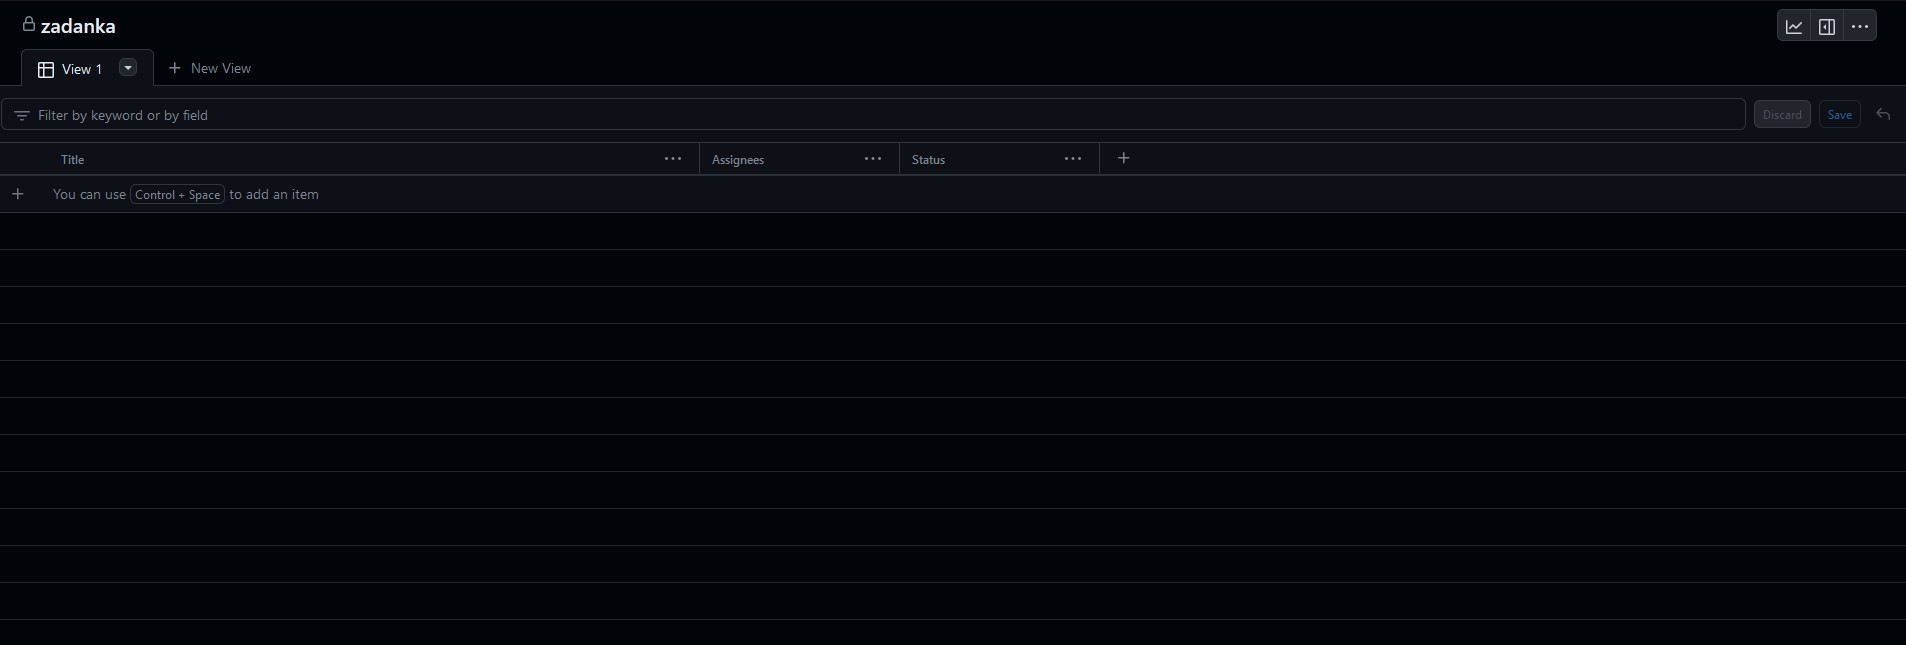 zadanka
View 1
New View
Filter by keyword or by field
Discard
Save
Title
Assignees
Status
You can use Control + Space to add an item